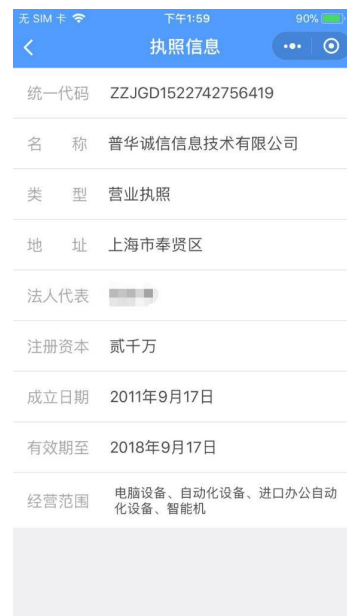 无 SIM 卡 下午1:59 90%
执照信息
统一代码 ZZJGD1522742756419
名 称 普华诚信信息技术有限公司
类 型 营业执照
地 址 上海市奉贤区
法人代表
注册资本 贰千万
成立日期 2011年9月17日
有效期至 2018年9月17日
经营范围 电脑设备、自动化设备、进口办公自动
化设备、智能机